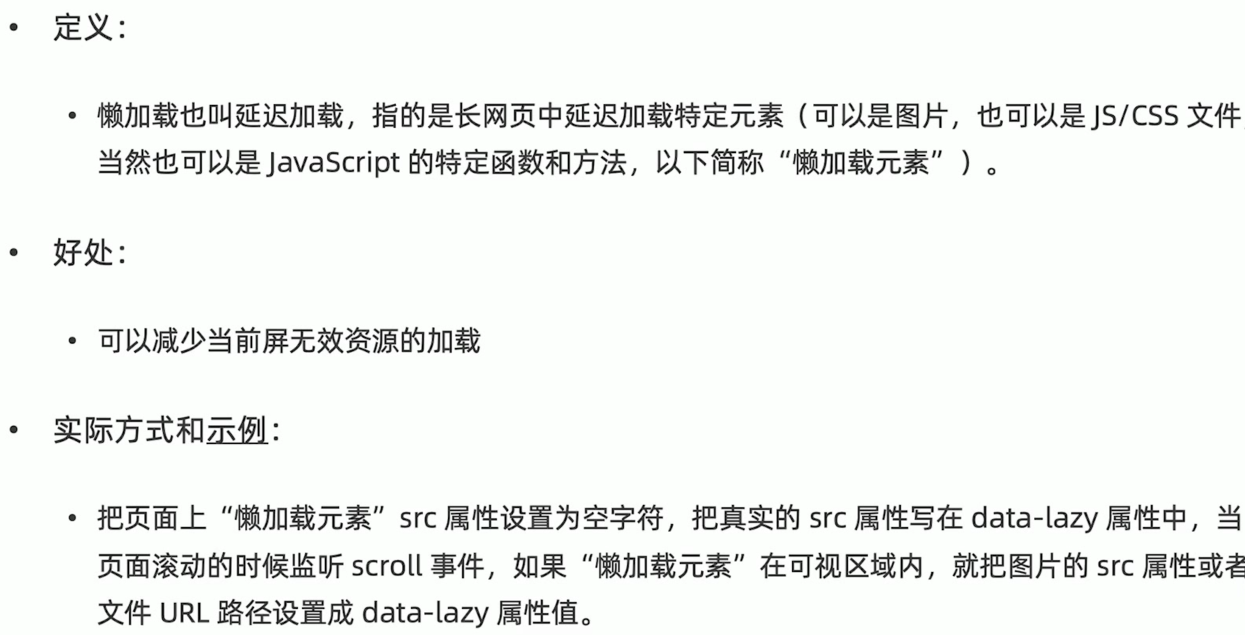 • 定义：
• 懒加载也叫延迟加载，指的是长网页中延迟加载特定元素（可以是图片，也可以是 JS/CSS 文件，
当然也可以是 JavaScript 的特定函数和方法，以下简称“懒加载元素”）。
• 好处：
• 可以减少当前屏无效资源的加载
• 实际方式和示例：
• 把页面上“懒加载元素”src 属性设置为空字符，把真实的 src 属性写在 data-lazy 属性中，当
页面滚动的时候监听 scroll 事件，如果“懒加载元素”在可视区域内，就把图片的 src 属性或者
文件 URL 路径设置成 data-lazy 属性值。